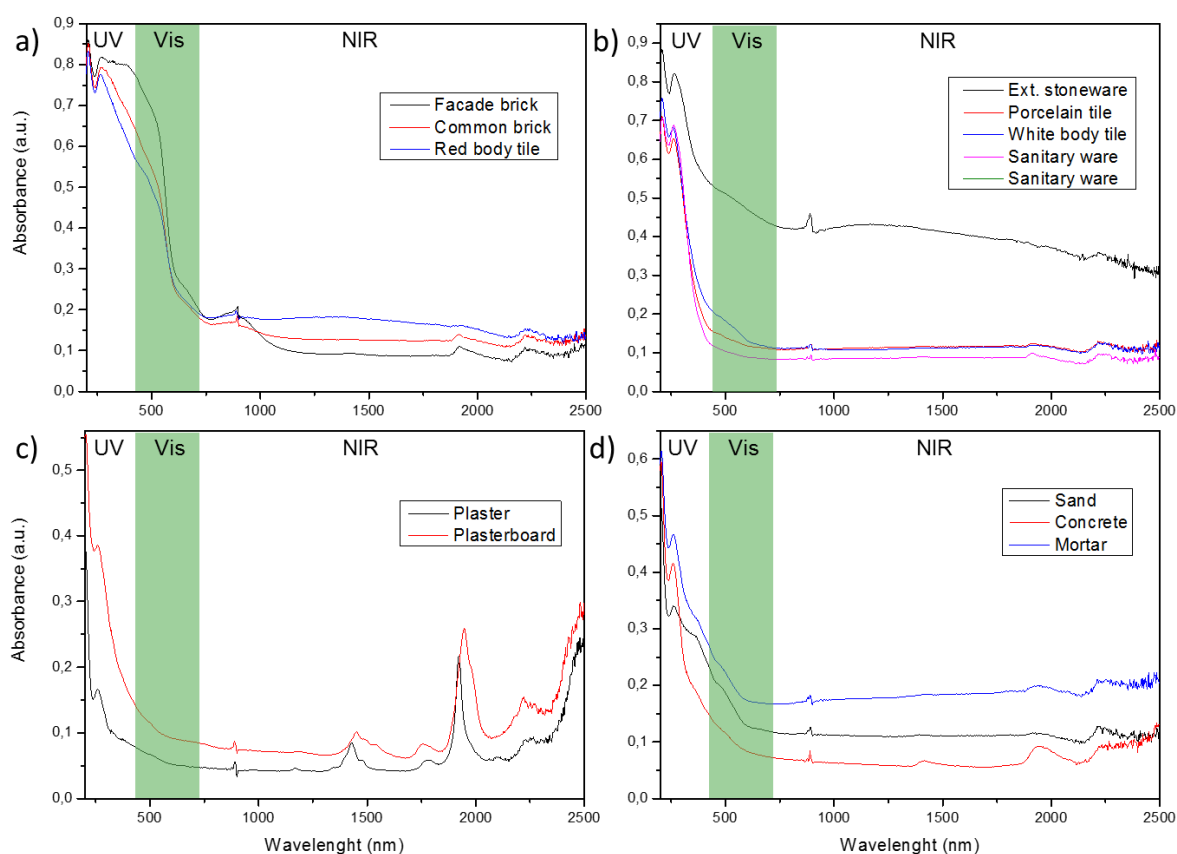 a)
UV Vis NIR
Absorbance (a.u.)
0,9
0,8
0,7
0,6
0,5
0,4
0,3
0,2
0,1
0,0
Facade brick
Common brick
Red body tile
500 1000 1500 2000 2500
b)
UV Vis NIR
0,9
0,8
0,7
0,6
0,5
0,4
0,3
0,2
0,1
0,0
Ext. stoneware
Porcelain tile
White body tile
Sanitary ware
Sanitary ware
500 1000 1500 2000 2500
c)
UV Vis NIR
Absorbance (a.u.)
0,5
0,4
0,3
0,2
0,1
0,0
Plaster
Plasterboard
500 1000 1500 2000 2500
Wavelenght (nm)
d)
UV Vis NIR
0,6
0,5
0,4
0,3
0,2
0,1
0,0
Sand
Concrete
Mortar
500 1000 1500 2000 2500
Wavelenght (nm)